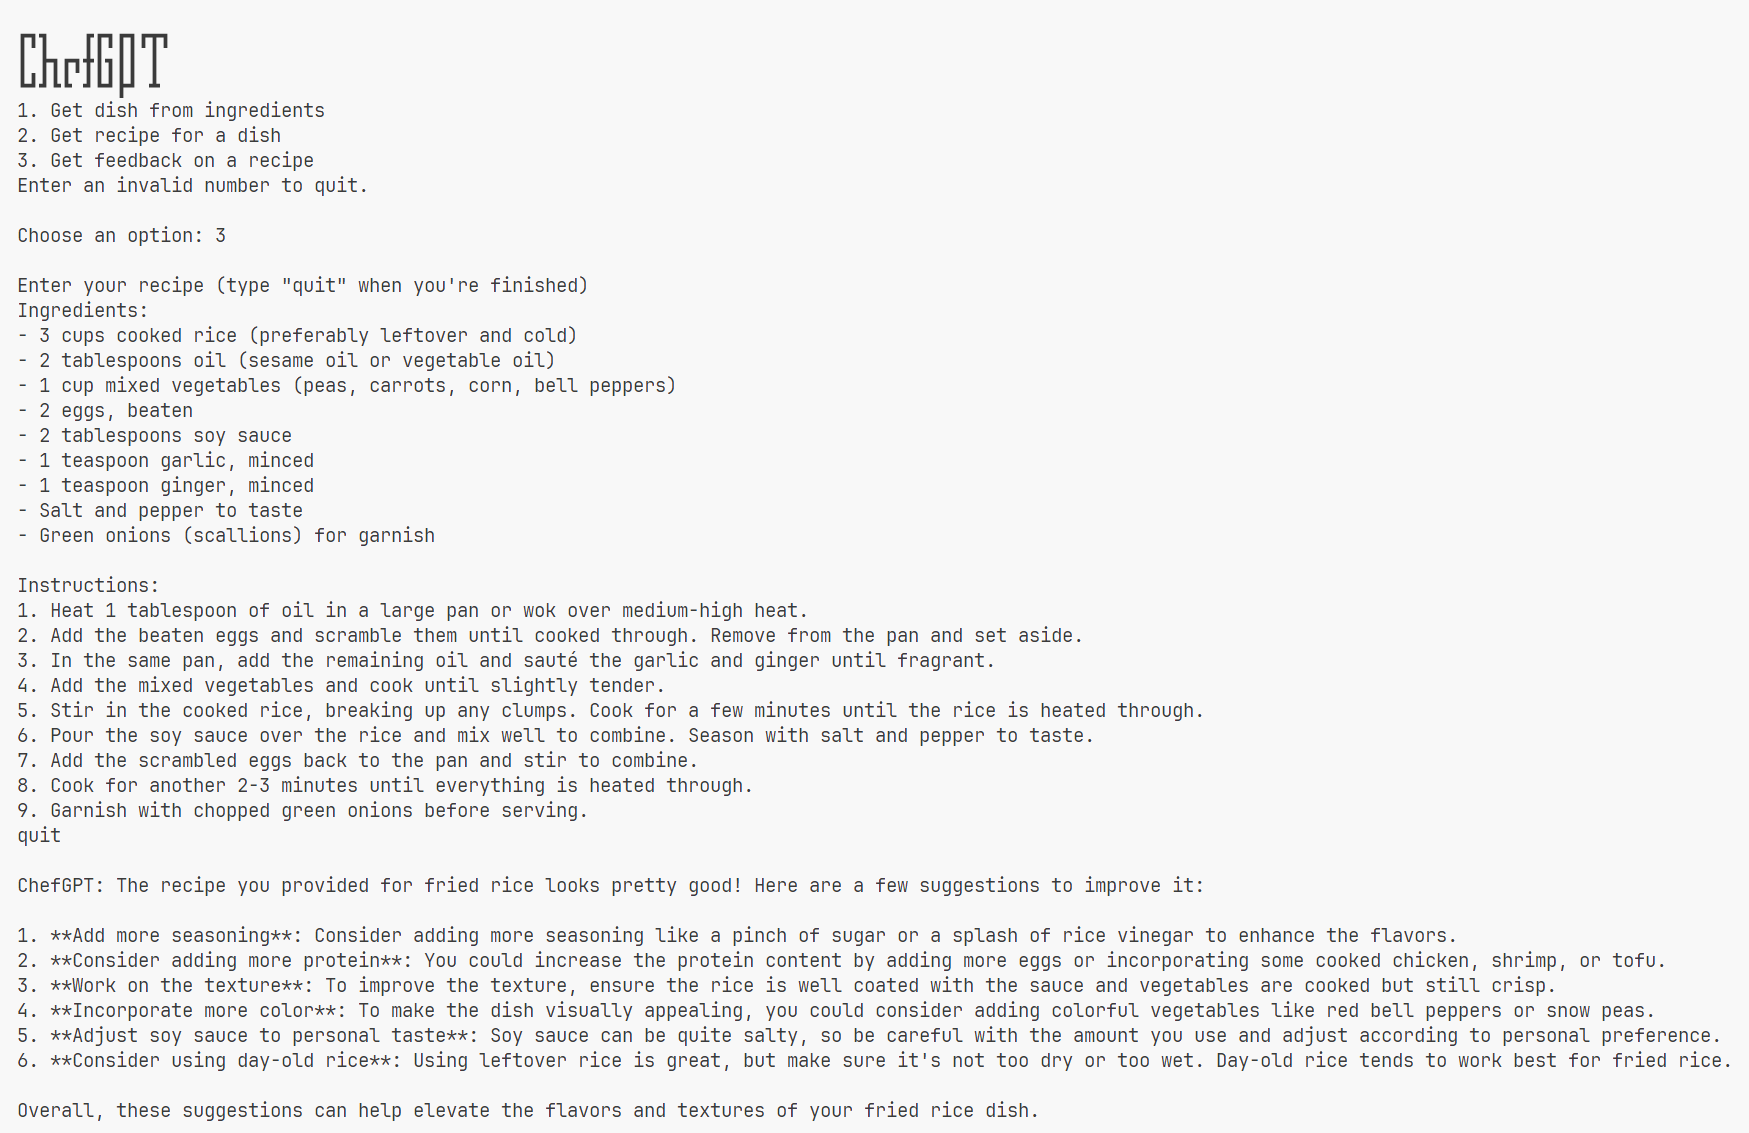 ChefGPT
1. Get dish from ingredients
2. Get recipe for a dish
3. Get feedback on a recipe
Enter an invalid number to quit.
Choose an option: 3
Enter your recipe (type "quit" when you're finished)
Ingredients:
- 3 cups cooked rice (preferably leftover and cold)
- 2 tablespoons oil (sesame oil or vegetable oil)
- 1 cup mixed vegetables (peas, carrots, corn, bell peppers)
- 2 eggs, beaten
- 2 tablespoons soy sauce
- 1 teaspoon garlic, minced
- 1 teaspoon ginger, minced
- Salt and pepper to taste
- Green onions (scallions) for garnish
Instructions:
1. Heat 1 tablespoon of oil in a large pan or wok over medium-high heat.
2. Add the beaten eggs and scramble them until cooked through. Remove from the pan and set aside.
3. In the same pan, add the remaining oil and sauté the garlic and ginger until fragrant.
4. Add the mixed vegetables and cook until slightly tender.
5. Stir in the cooked rice, breaking up any clumps. Cook for a few minutes until the rice is heated through.
6. Pour the soy sauce over the rice and mix well to combine. Season with salt and pepper to taste.
7. Add the scrambled eggs back to the pan and stir to combine.
8. Cook for another 2-3 minutes until everything is heated through.
9. Garnish with chopped green onions before serving.
quit
ChefGPT: The recipe you provided for fried rice looks pretty good! Here are a few suggestions to improve it:
1. **Add more seasoning**: Consider adding more seasoning like a pinch of sugar or a splash of rice vinegar to enhance the flavors.
2. **Consider adding more protein**: You could increase the protein content by adding more eggs or incorporating some cooked chicken, shrimp, or tofu.
3. **Work on the texture**: To improve the texture, ensure the rice is well coated with the sauce and vegetables are cooked but still crisp.
4. **Incorporate more color**: To make the dish visually appealing, you could consider adding colorful vegetables like red bell peppers or snow peas.
5. **Adjust soy sauce to personal taste**: Soy sauce can be quite salty, so be careful with the amount you use and adjust according to personal preference.
6. **Consider using day-old rice**: Using leftover rice is great, but make sure it's not too dry or too wet. Day-old rice tends to work best for fried rice.
Overall, these suggestions can help elevate the flavors and textures of your fried rice dish.